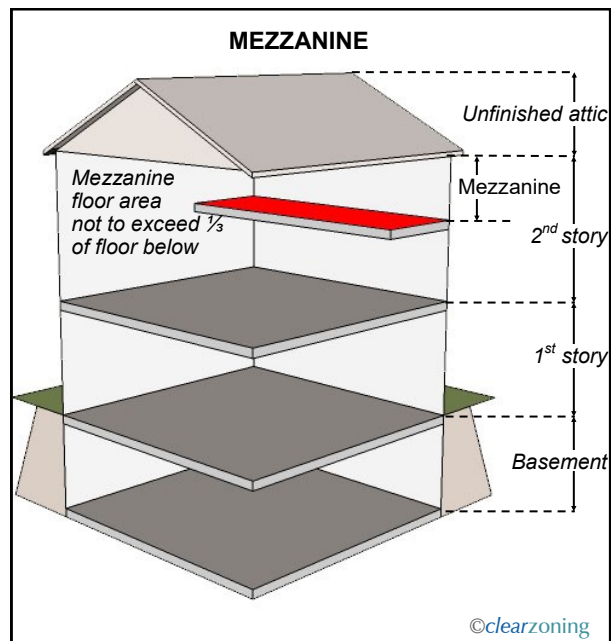 MEZZANINE
Unfinished attic
Mezzanine
floor area
not to exceed ⅓
of floor below
Mezzanine
2nd story
1st story
Basement
©clearzoning